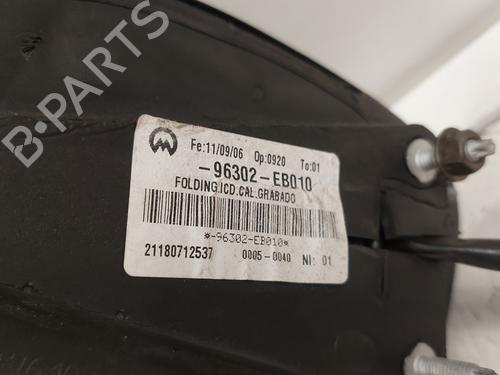 B-PARTS
Fe:11/09/06 Op:0920 To:01
-96302-EB010
FOLDING.ICD.CAL.GRABADO
*-96302-EB010*
21180712537 0005-0040 NI: 01